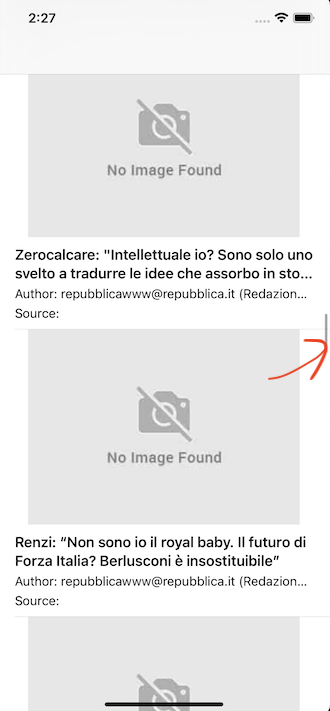 2:27
No Image Found
Zerocalcare: "Intellettuale io? Sono solo uno
svelto a tradurre le idee che assorbo in sto...
Author: repubblicawww@repubblica.it (Redazion...
Source:
No Image Found
Renzi: “Non sono io il royal baby. Il futuro di
Forza Italia? Berlusconi è insostituibile”
Author: repubblicawww@repubblica.it (Redazion...
Source: